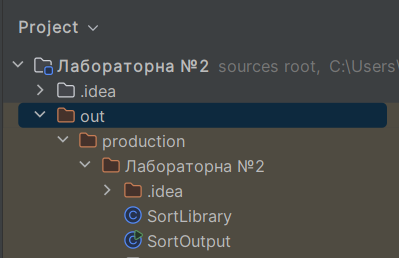 Project
Лабораторна №2 sources root, C:\Users\
.idea
out
production
Лабораторна №2
.idea
SortLibrary
SortOutput